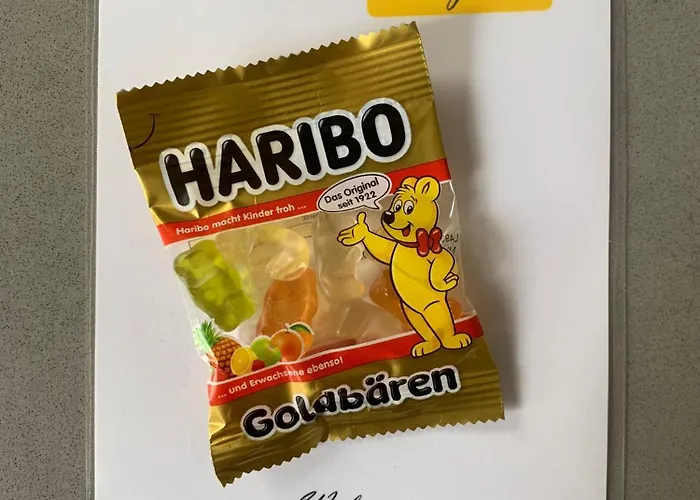 HARIBO
Das Original
seit 1922
Haribo macht Kinder froh ...
... und Erwachsene ebenso!
Goldbären